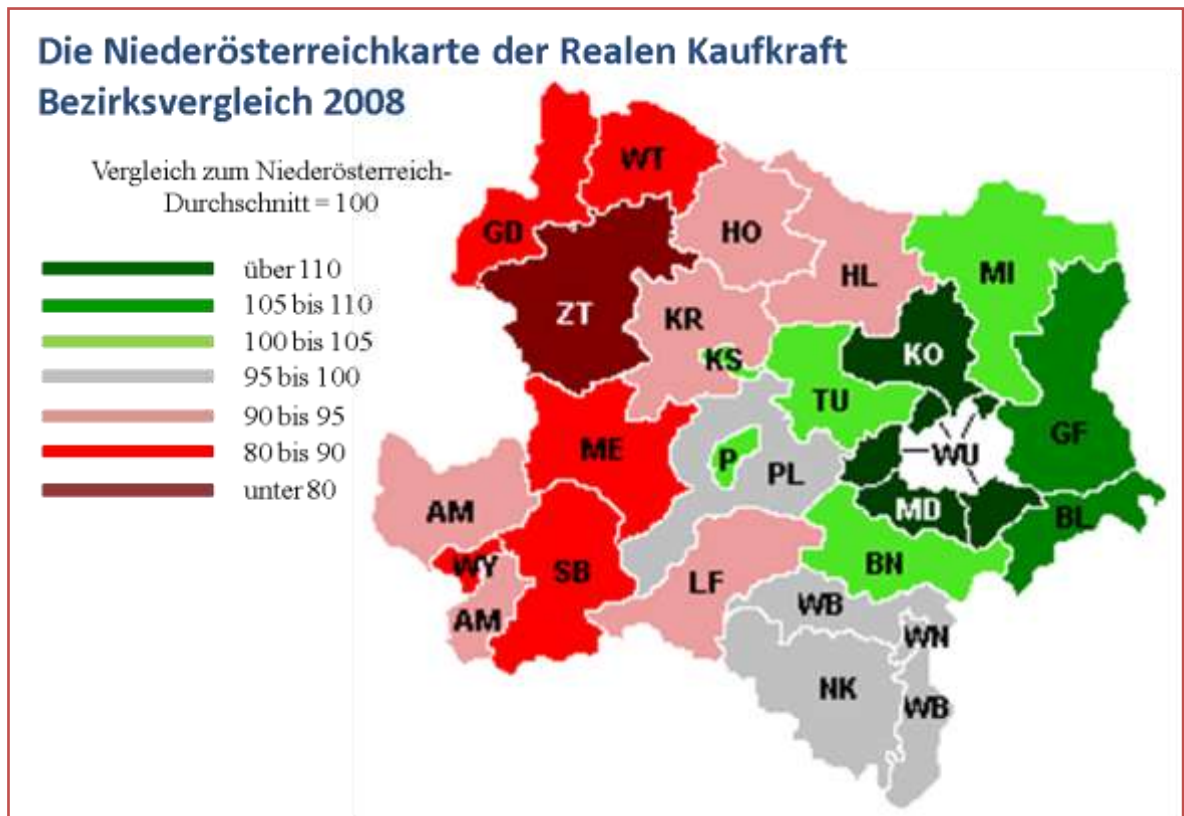 Die Niederösterreichkarte der Realen Kaufkraft
Bezirksvergleich 2008
Vergleich zum Niederösterreich-
Durchschnitt = 100
über 110
105 bis 110
100 bis 105
95 bis 100
90 bis 95
80 bis 90
unter 80
WT
GD
HO
MI
HL
ZT
KR
KO
KS
TU
GF
ME
P
PL
WU
AM
MD
BL
WY
SB
BN
LF
AM
WB
WN
NK
WB